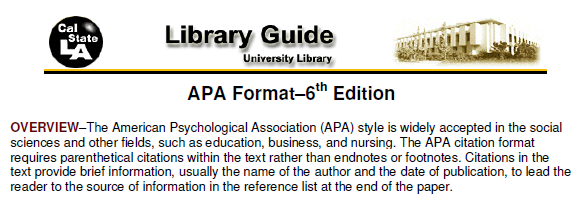 Cal
State
LA
Library Guide
University Library
APA Format–6th Edition
OVERVIEW–The American Psychological Association (APA) style is widely accepted in the social
sciences and other fields, such as education, business, and nursing. The APA citation format
requires parenthetical citations within the text rather than endnotes or footnotes. Citations in the
text provide brief information, usually the name of the author and the date of publication, to lead the
reader to the source of information in the reference list at the end of the paper.